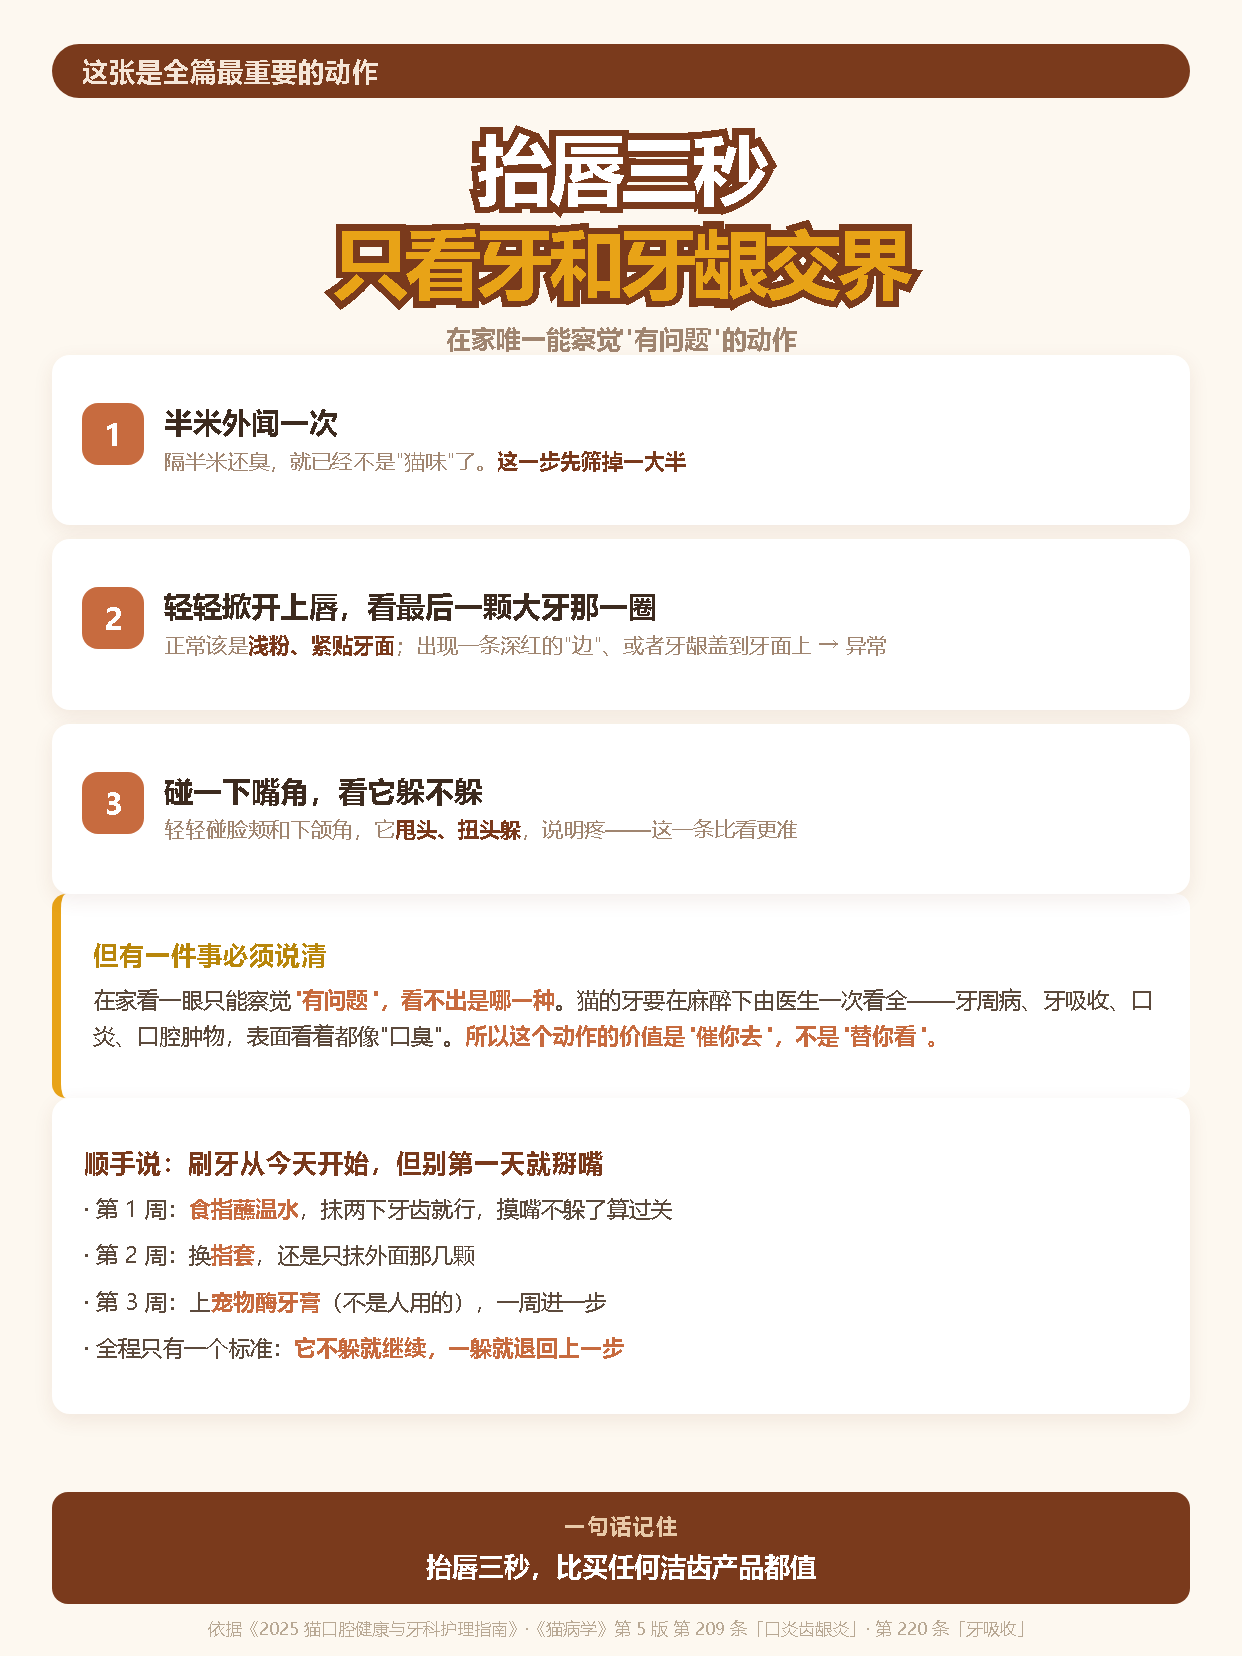 这张是全篇最重要的动作
抬唇三秒
只看牙和牙龈交界
在家唯一能察觉"有问题"的动作
1
半米外闻一次
隔半米还臭，就已经不是"猫味"了。这一步先筛掉一大半
2
轻轻掀开上唇，看最后一颗大牙那一圈
正常该是浅粉、紧贴牙面；出现一条深红的"边"、或者牙龈盖到牙面上 → 异常
3
碰一下嘴角，看它躲不躲
轻轻碰脸颊和下颌角，它甩头、扭头躲，说明疼——这一条比看更准
但有一件事必须说清
在家看一眼只能察觉 '有问题 '，看不出是哪一种。猫的牙要在麻醉下由医生一次看全——牙周病、牙吸收、口
炎、口腔肿物，表面看着都像"口臭"。所以这个动作的价值是 '催你去 '，不是 '替你看 '。
顺手说：刷牙从今天开始，但别第一天就掰嘴
· 第 1 周：食指蘸温水，抹两下牙齿就行，摸嘴不躲了算过关
· 第 2 周：换指套，还是只抹外面那几颗
· 第 3 周：上宠物酶牙膏（不是人用的），一周进一步
· 全程只有一个标准：它不躲就继续，一躲就退回上一步
一句话记住
抬唇三秒，比买任何洁齿产品都值
依据《2025 猫口腔健康与牙科护理指南》·《猫病学》第 5 版 第 209 条「口炎齿龈炎」· 第 220 条「牙吸收」